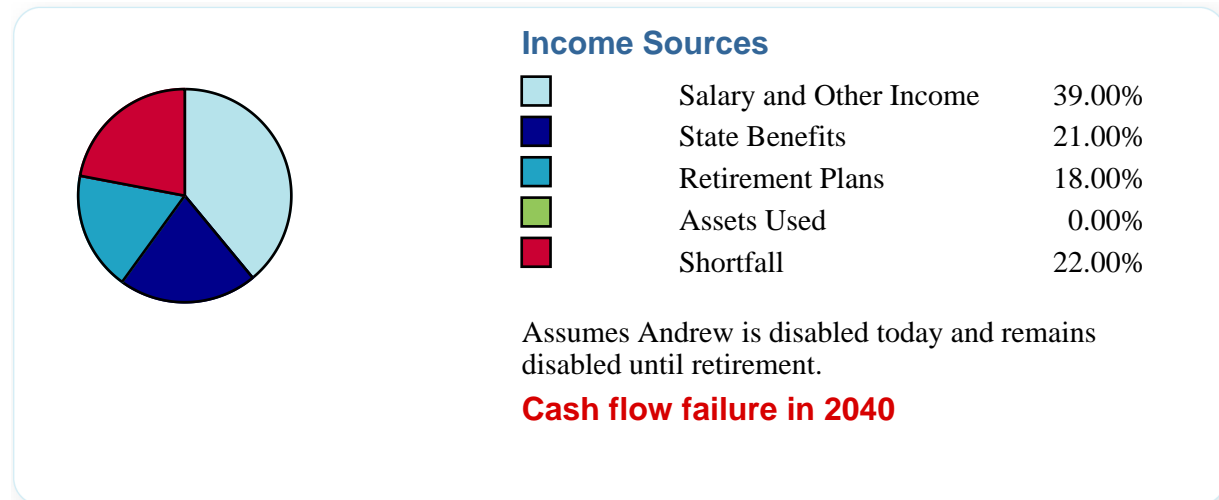 Income Sources
Salary and Other Income 39.00%
State Benefits 21.00%
Retirement Plans 18.00%
Assets Used 0.00%
Shortfall 22.00%
Assumes Andrew is disabled today and remains
disabled until retirement.
Cash flow failure in 2040